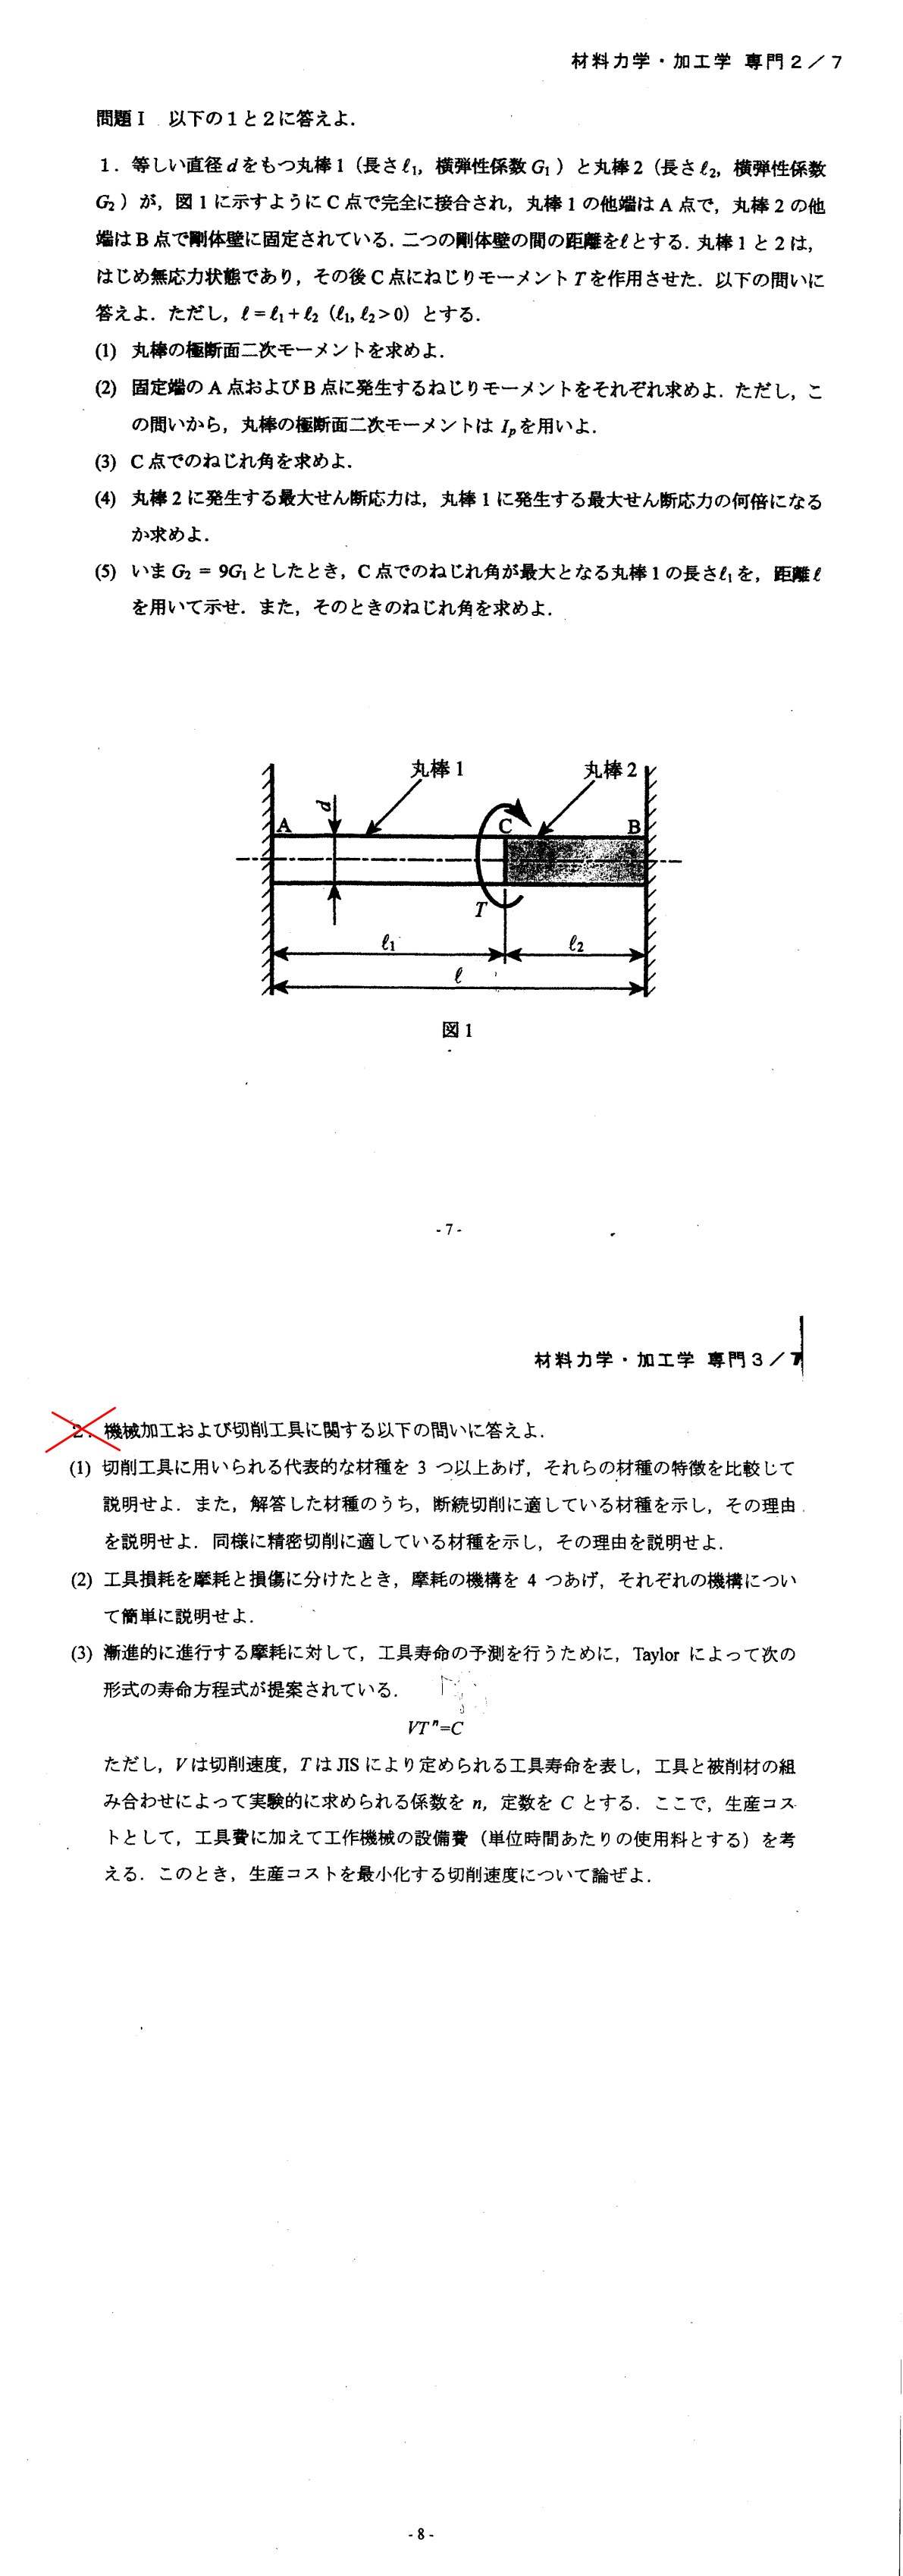 材料力学・加工学 専門2/7
問題Ⅰ 以下の1と2に答えよ．
1．等しい直径dをもつ丸棒1（長さℓ₁，横弾性係数G₁）と丸棒2（長さℓ₂，横弾性係数
G₂）が，図1に示すようにC点で完全に接合され，丸棒1の他端はA点で，丸棒2の他
端はB点で剛体壁に固定されている．二つの剛体壁の間の距離をℓとする．丸棒1と2は，
はじめ無応力状態であり，その後C点にねじりモーメントTを作用させた．以下の問いに
答えよ．ただし，ℓ=ℓ₁+ℓ₂（ℓ₁, ℓ₂>0）とする．
(1) 丸棒の極断面二次モーメントを求めよ．
(2) 固定端のA点およびB点に発生するねじりモーメントをそれぞれ求めよ．ただし，こ
の問いから，丸棒の極断面二次モーメントはIₚを用いよ．
(3) C点でのねじれ角を求めよ．
(4) 丸棒2に発生する最大せん断応力は，丸棒1に発生する最大せん断応力の何倍になる
か求めよ．
(5) いまG₂ = 9G₁としたとき，C点でのねじれ角が最大となる丸棒1の長さℓ₁を，距離ℓ
を用いて示せ．また，そのときのねじれ角を求めよ．
丸棒1 丸棒2
d
A C B
T
ℓ₁ ℓ₂
ℓ
図1
- 7 -
材料力学・加工学 専門3/7
2．機械加工および切削工具に関する以下の問いに答えよ．
(1) 切削工具に用いられる代表的な材種を3つ以上あげ，それらの材種の特徴を比較して
説明せよ．また，解答した材種のうち，断続切削に適している材種を示し，その理由
を説明せよ．同様に精密切削に適している材種を示し，その理由を説明せよ．
(2) 工具損耗を摩耗と損傷に分けたとき，摩耗の機構を4つあげ，それぞれの機構につい
て簡単に説明せよ．
(3) 漸進的に進行する摩耗に対して，工具寿命の予測を行うために，Taylorによって次の
形式の寿命方程式が提案されている．
VTⁿ=C
ただし，Vは切削速度，TはJISにより定められる工具寿命を表し，工具と被削材の組
み合わせによって実験的に求められる係数をn，定数をCとする．ここで，生産コス
トとして，工具費に加えて工作機械の設備費（単位時間あたりの使用料とする）を考
える．このとき，生産コストを最小化する切削速度について論ぜよ．
- 8 -